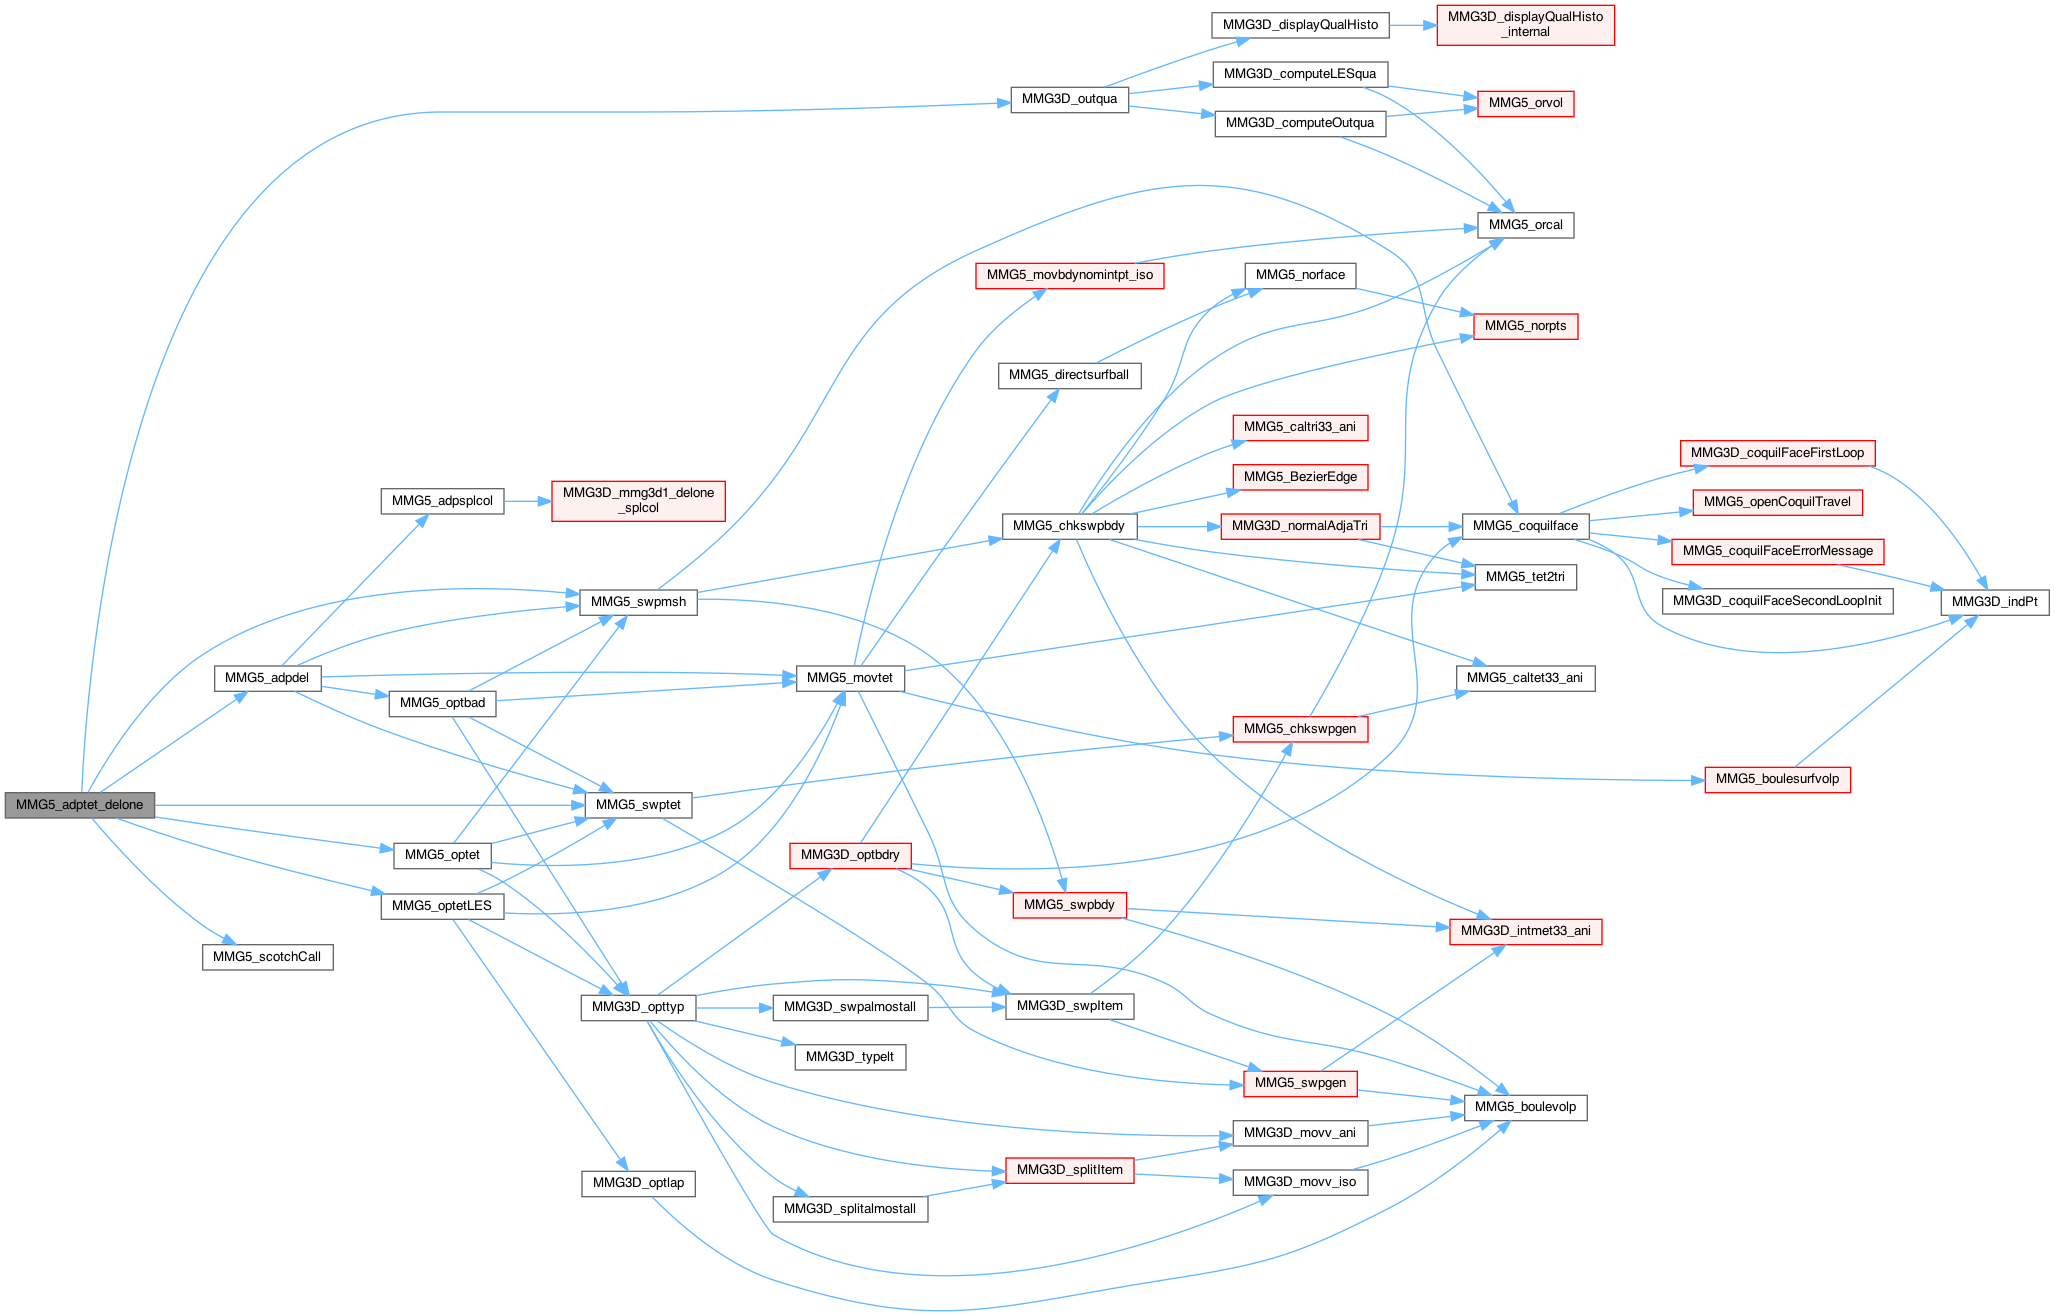 MMG3D_displayQualHisto
MMG3D_displayQualHisto
_internal
MMG3D_computeLESqua
MMG3D_outqua
MMG5_orvol
MMG3D_computeOutqua
MMG5_orcal
MMG5_movbdynomintpt_iso
MMG5_norface
MMG5_norpts
MMG5_directsurfball
MMG5_caltri33_ani
MMG3D_coquilFaceFirstLoop
MMG5_BezierEdge
MMG5_adpsplcol
MMG3D_mmg3d1_delone
_splcol
MMG5_openCoquilTravel
MMG5_chkswpbdy
MMG3D_normalAdjaTri
MMG5_coquilface
MMG5_coquilFaceErrorMessage
MMG5_tet2tri
MMG5_swpmsh
MMG3D_coquilFaceSecondLoopInit
MMG3D_indPt
MMG5_adpdel
MMG5_movtet
MMG5_caltet33_ani
MMG5_optbad
MMG5_chkswpgen
MMG5_boulesurfvolp
MMG5_adptet_delone
MMG5_swptet
MMG5_optet
MMG3D_optbdry
MMG5_optetLES
MMG5_swpbdy
MMG3D_intmet33_ani
MMG5_scotchCall
MMG3D_opttyp
MMG3D_swpalmostall
MMG3D_swpItem
MMG3D_typelt
MMG5_swpgen
MMG5_boulevolp
MMG3D_movv_ani
MMG3D_splitItem
MMG3D_optlap
MMG3D_movv_iso
MMG3D_splitalmostall